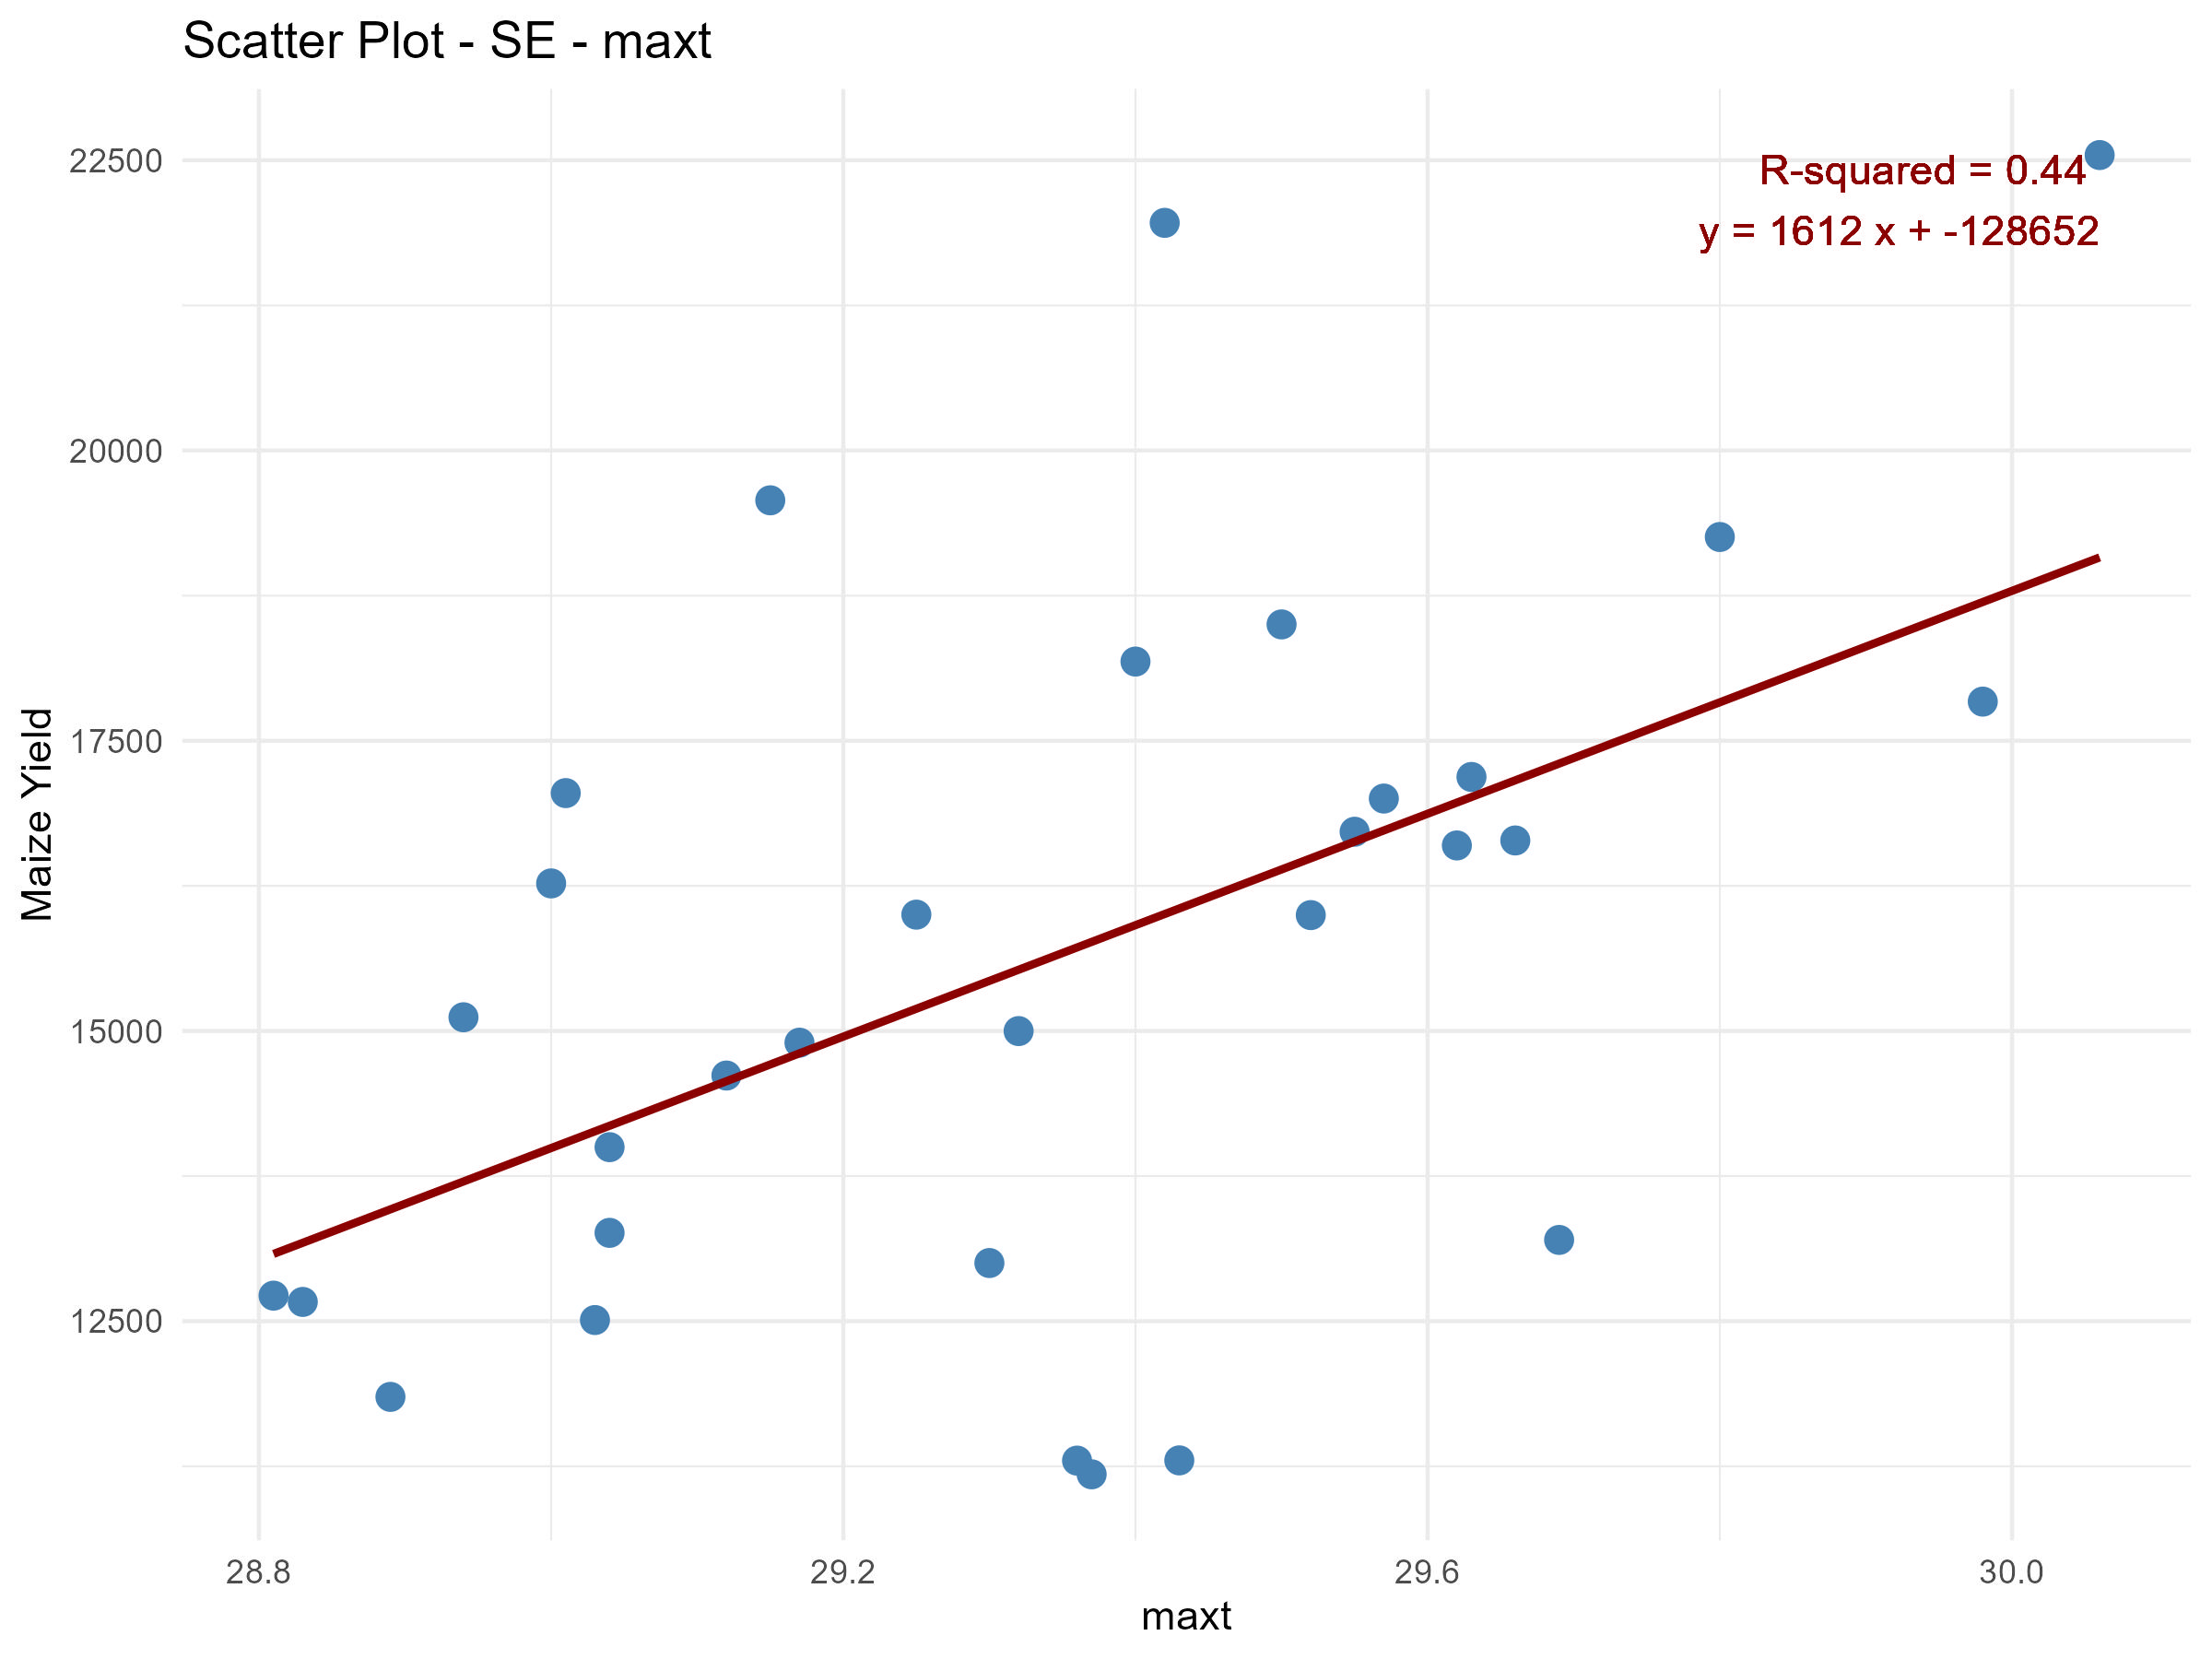 Scatter Plot - SE - maxt
R-squared = 0.44
y = 1612 x + -128652
Maize Yield
22500
20000
17500
15000
12500
28.8
29.2
29.6
30.0
maxt